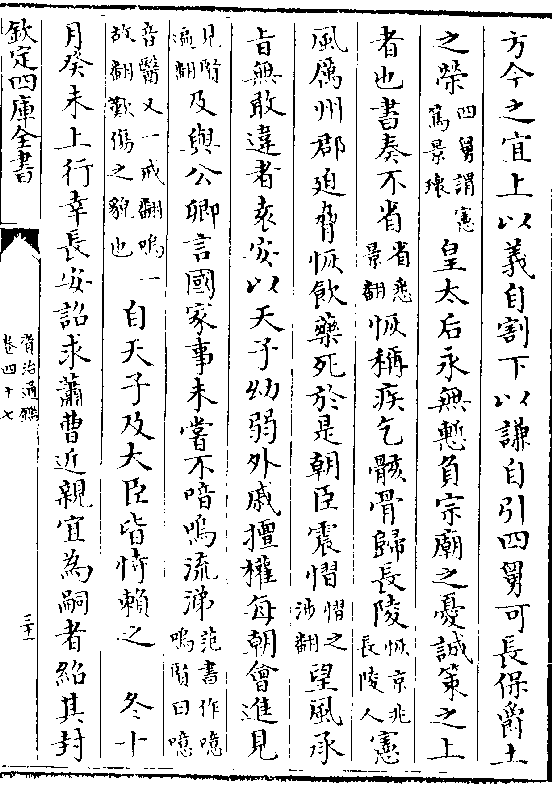 方今之宜上以義自割下以謙自引四舅可長保爵土
之榮四舅謂憲篤景瓌皇太后永無慙負宗廟之憂誠策之上
者也書奏不省省悉景翻恢稱疾乞骸骨歸長陵恢京兆長陵人憲
風厲州郡廹脅恢飲藥死於是朝臣震慴慴之涉翻望風承
旨無敢違者袁安以天子幼弱外戚擅權每朝會進見
見賢遍翻及與公卿言國家事未嘗不喑嗚流涕范書作噫嗚賢曰噫
音醫又一戒翻嗚一故翻歎傷之貌也自天子及大臣皆恃賴之 冬十
月癸未上行幸長安詔求蕭曹近親宜為嗣者紹其封
欽定四庫全書
資治通鑑
卷四十七
三十一